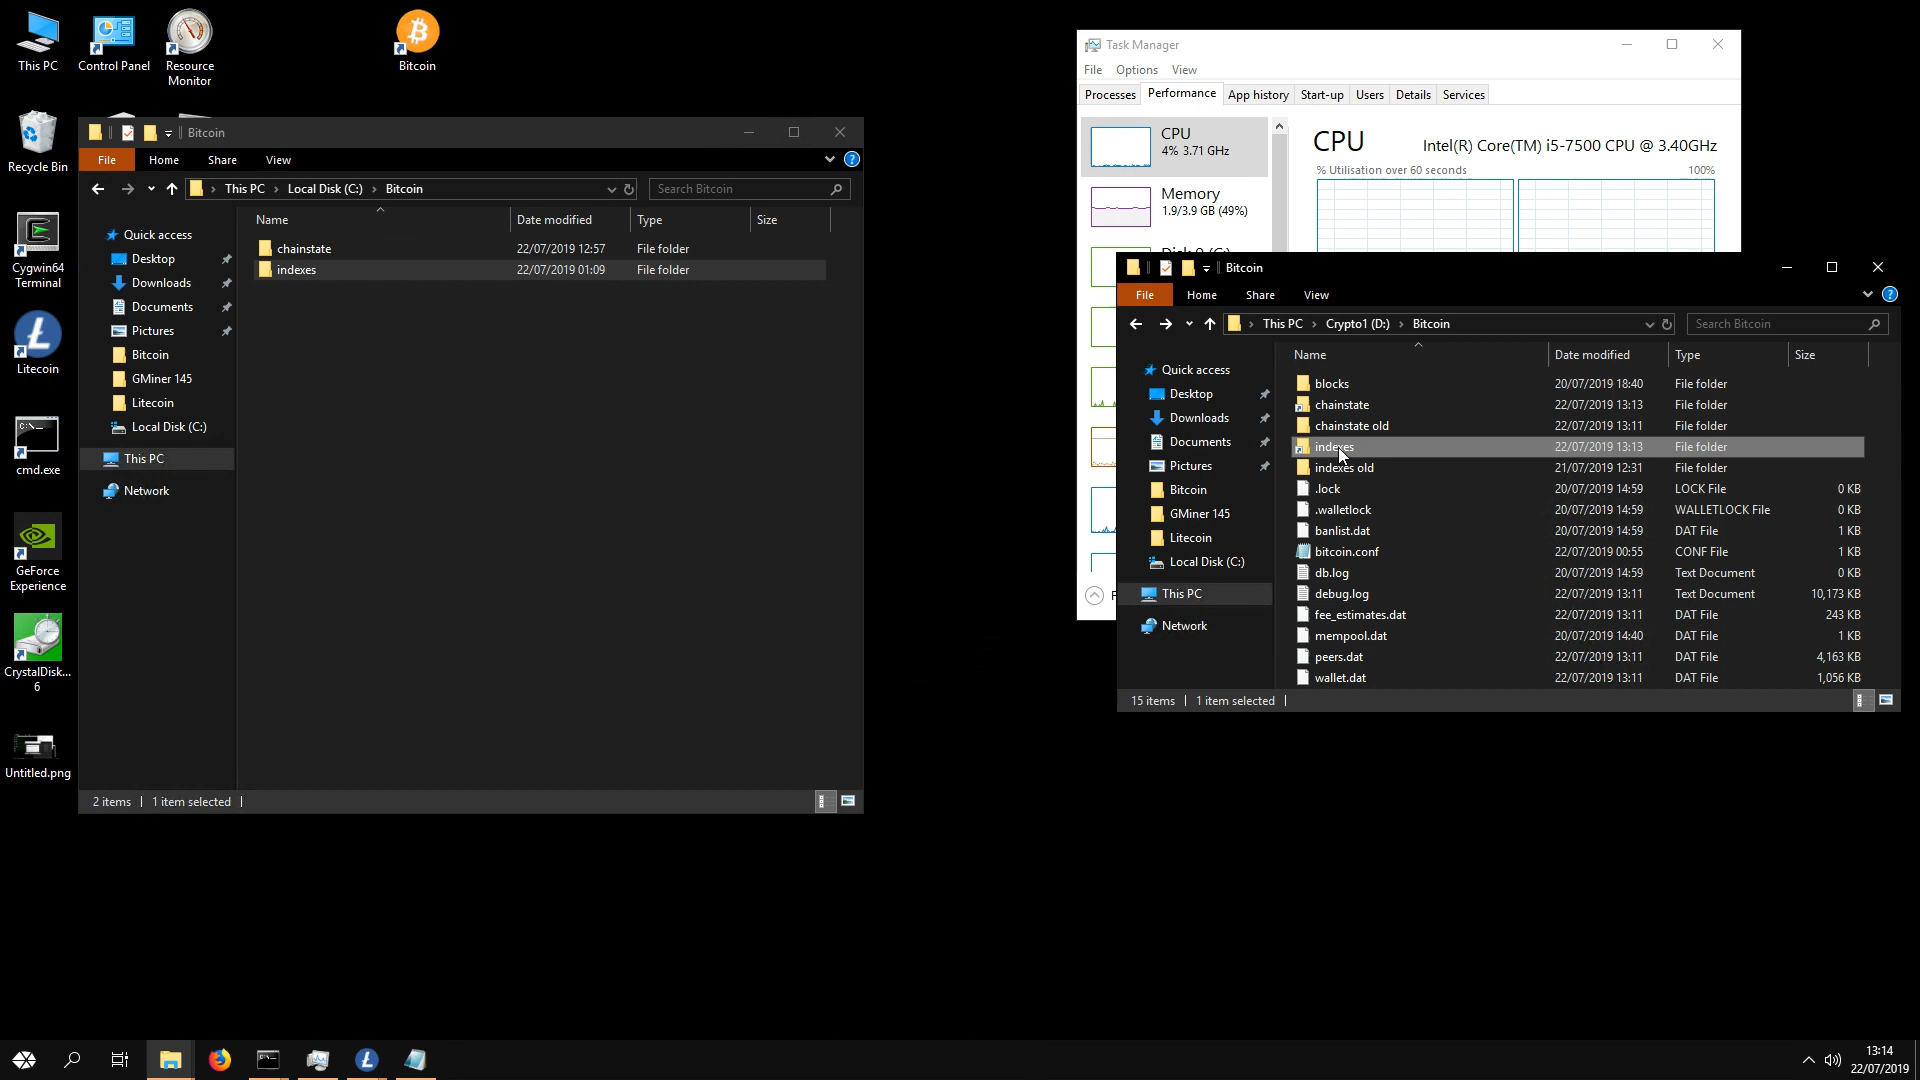 This PC
Control Panel
Resource
Monitor
Bitcoin
Recycle Bin
Cygwin64
Terminal
Litecoin
cmd.exe
GeForce
Experience
CrystalDisk...
6
Untitled.png
Bitcoin
File
Home
Share
View
This PC
Local Disk (C:)
Bitcoin
Search Bitcoin
Name
Date modified
Type
Size
Quick access
Desktop
Downloads
Documents
Pictures
Bitcoin
GMiner 145
Litecoin
Local Disk (C:)
This PC
Network
chainstate 22/07/2019 12:57 File folder
indexes 22/07/2019 01:09 File folder
2 items
1 item selected
Task Manager
File
Options
View
Processes
Performance
App history
Start-up
Users
Details
Services
CPU
4% 3.71 GHz
Memory
1.9/3.9 GB (49%)
CPU
Intel(R) Core(TM) i5-7500 CPU @ 3.40GHz
% Utilisation over 60 seconds
100%
Bitcoin
File
Home
Share
View
This PC
Crypto1 (D:)
Bitcoin
Search Bitcoin
Name
Date modified
Type
Size
Quick access
Desktop
Downloads
Documents
Pictures
Bitcoin
GMiner 145
Litecoin
Local Disk (C:)
This PC
Network
blocks 20/07/2019 18:40 File folder
chainstate 22/07/2019 13:13 File folder
chainstate old 22/07/2019 13:11 File folder
indexes 22/07/2019 13:13 File folder
indexes old 21/07/2019 12:31 File folder
.lock 20/07/2019 14:59 LOCK File 0 KB
.walletlock 20/07/2019 14:59 WALLETLOCK File 0 KB
banlist.dat 20/07/2019 14:59 DAT File 1 KB
bitcoin.conf 22/07/2019 00:55 CONF File 1 KB
db.log 20/07/2019 14:59 Text Document 0 KB
debug.log 22/07/2019 13:11 Text Document 10,173 KB
fee_estimates.dat 22/07/2019 13:11 DAT File 243 KB
mempool.dat 20/07/2019 14:40 DAT File 1 KB
peers.dat 22/07/2019 13:11 DAT File 4,163 KB
wallet.dat 22/07/2019 13:11 DAT File 1,056 KB
15 items
1 item selected
13:14
22/07/2019